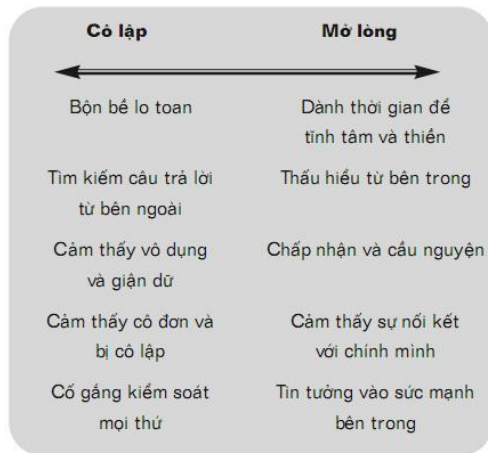 Cô lập Mở lòng
Bộn bề lo toan Dành thời gian để
tĩnh tâm và thiền
Tìm kiếm câu trả lời Thấu hiểu từ bên trong
từ bên ngoài
Cảm thấy vô dụng Chấp nhận và cầu nguyện
và giận dữ
Cảm thấy cô đơn và Cảm thấy sự nối kết
bị cô lập với chính mình
Cố gắng kiểm soát Tin tưởng vào sức mạnh
mọi thứ bên trong